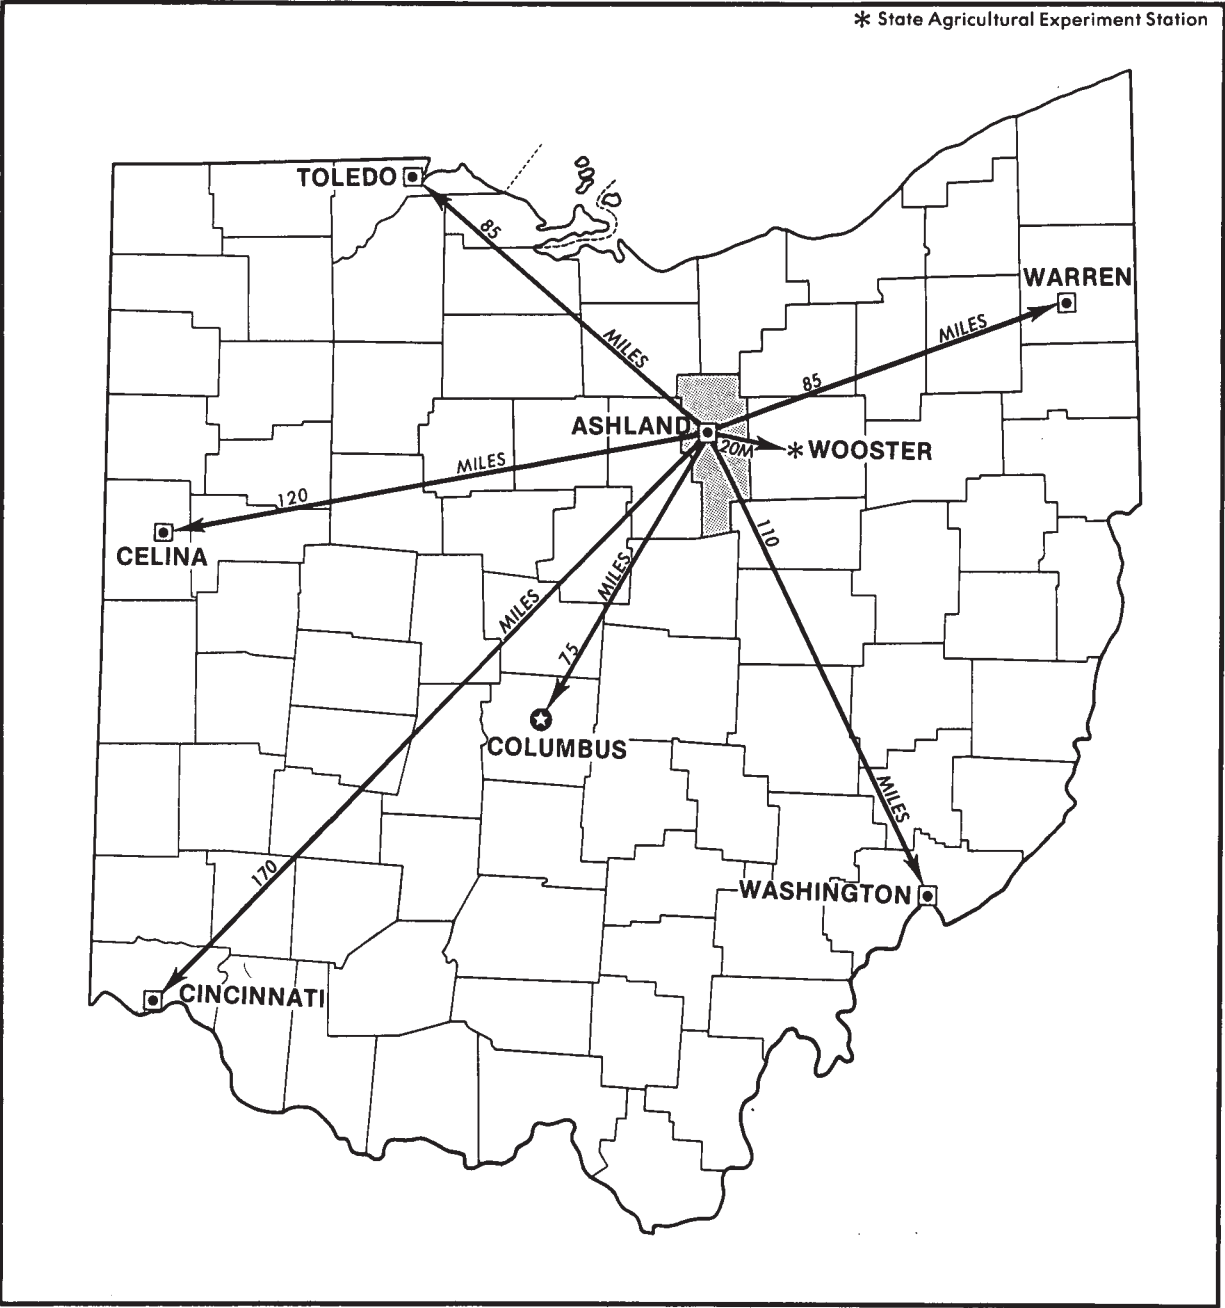 * State Agricultural Experiment Station
TOLEDO
85
MILES
WARREN
MILES
85
ASHLAND
20M
* WOOSTER
MILES
120
CELINA
110
MILES
MILES
75
COLUMBUS
MILES
170
WASHINGTON
CINCINNATI